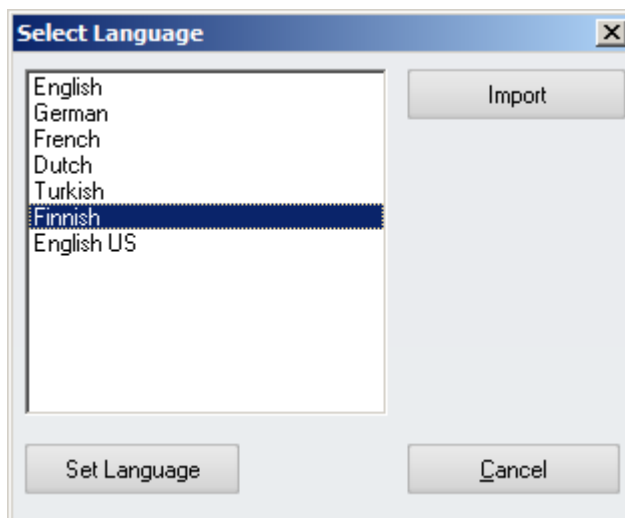 Select Language
English
German
French
Dutch
Turkish
Finnish
English US
Import
Set Language
Cancel